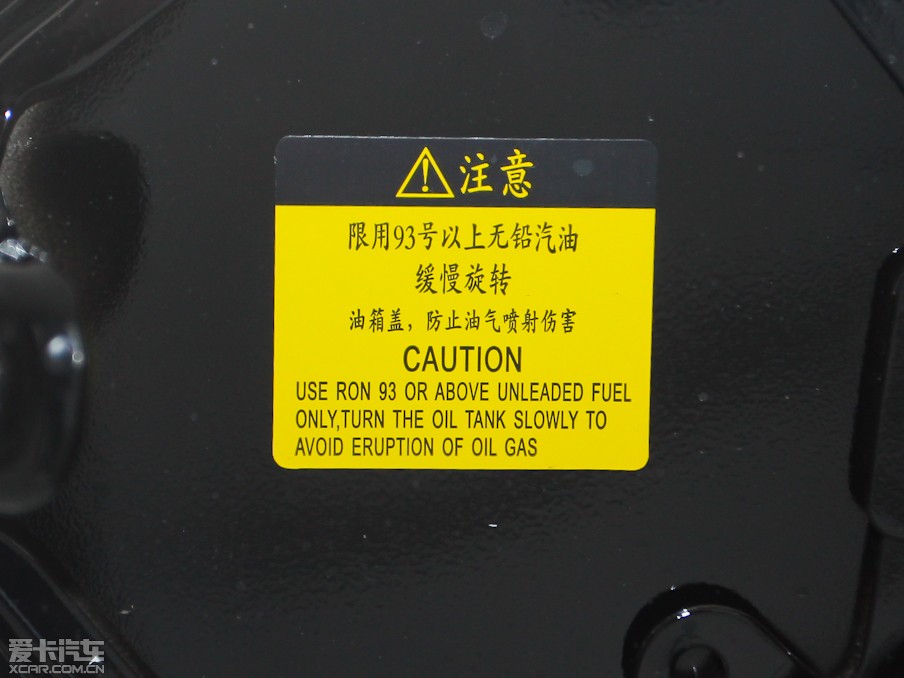 注意
限用93号以上无铅汽油
缓慢旋转
油箱盖，防止油气喷射伤害
CAUTION
USE RON 93 OR ABOVE UNLEADED FUEL
ONLY,TURN THE OIL TANK SLOWLY TO
AVOID ERUPTION OF OIL GAS
爱卡汽车
XCAR.COM.CN